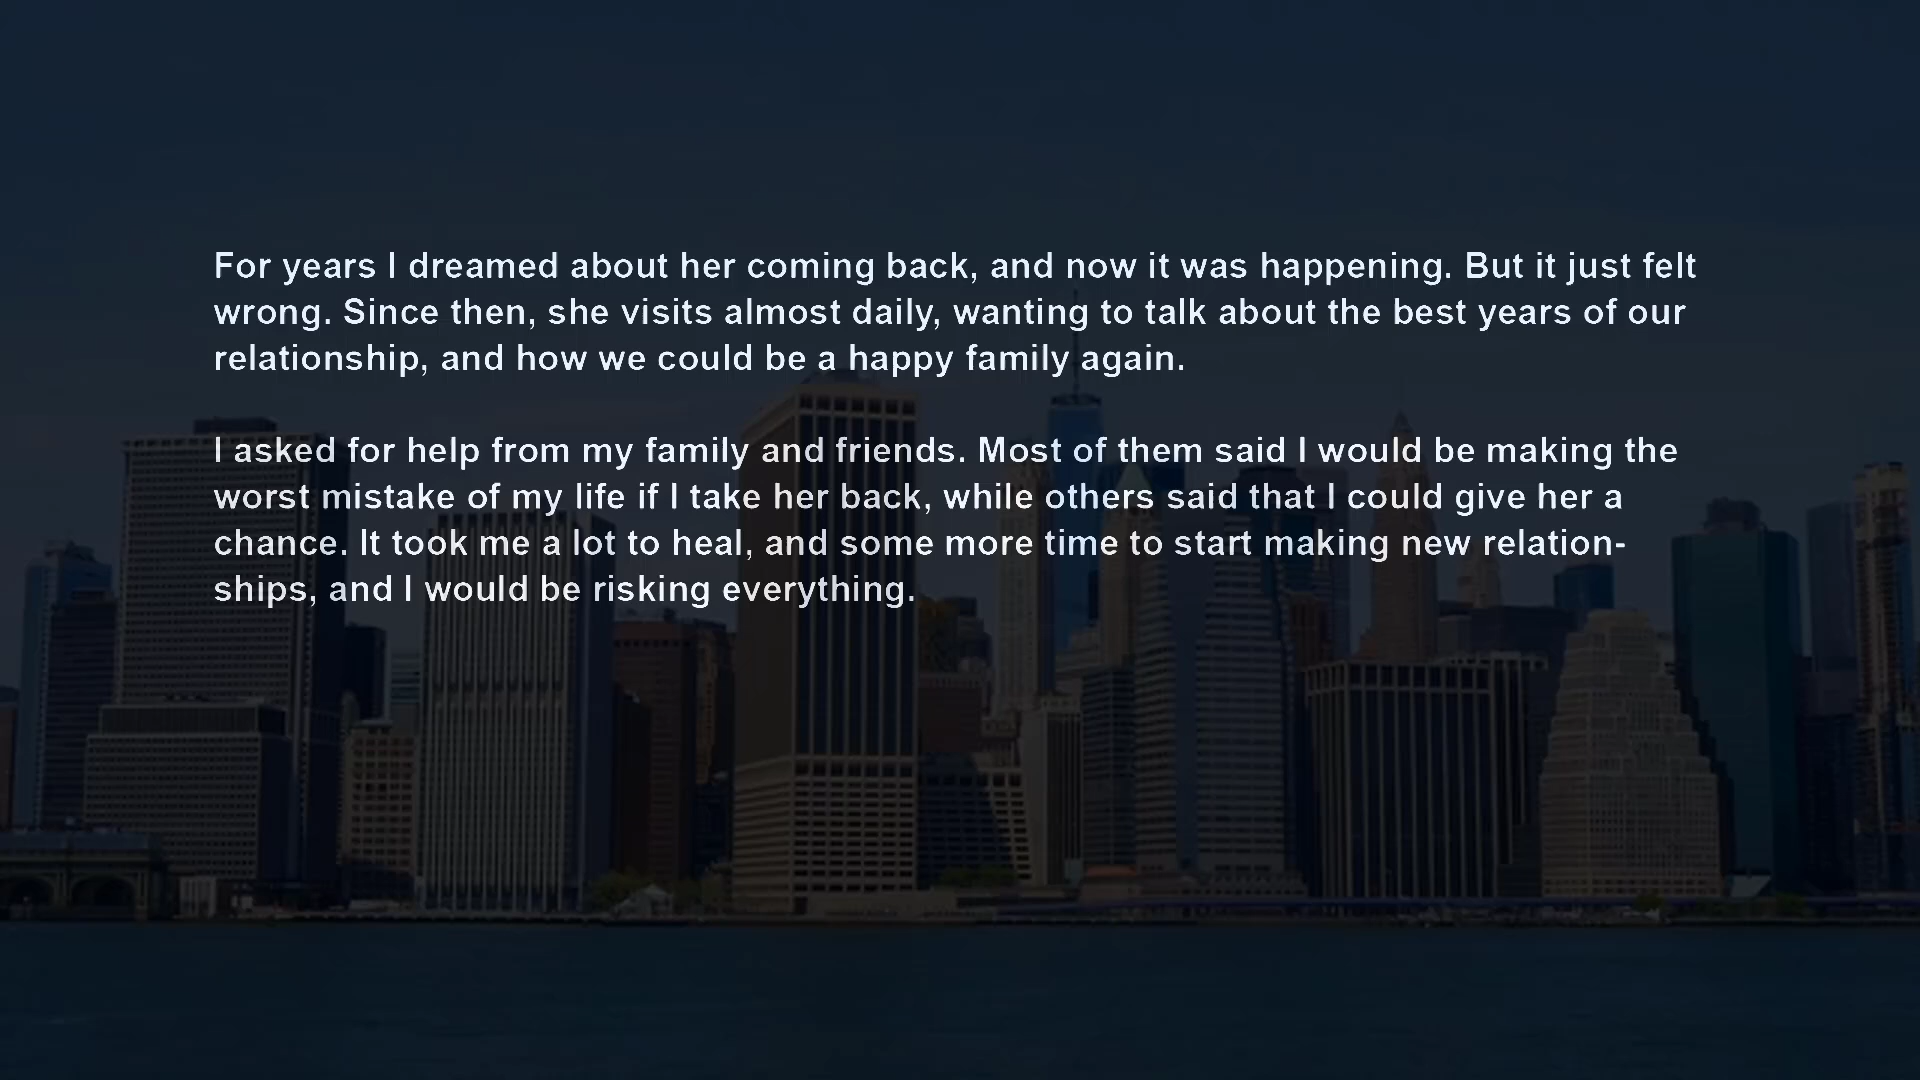 For years I dreamed about her coming back, and now it was happening. But it just felt
wrong. Since then, she visits almost daily, wanting to talk about the best years of our
relationship, and how we could be a happy family again.
I asked for help from my family and friends. Most of them said I would be making the
worst mistake of my life if I take her back, while others said that I could give her a
chance. It took me a lot to heal, and some more time to start making new relation-
ships, and I would be risking everything.